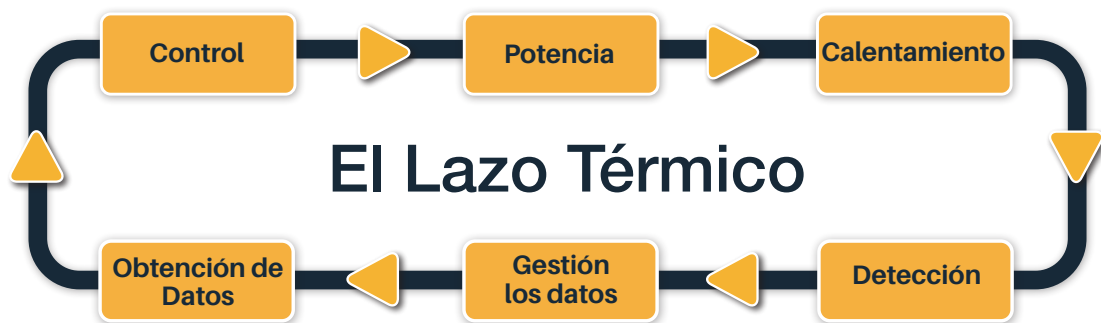 Control
Potencia
Calentamiento
El Lazo Térmico
Obtención de
Datos
Gestión
los datos
Detección